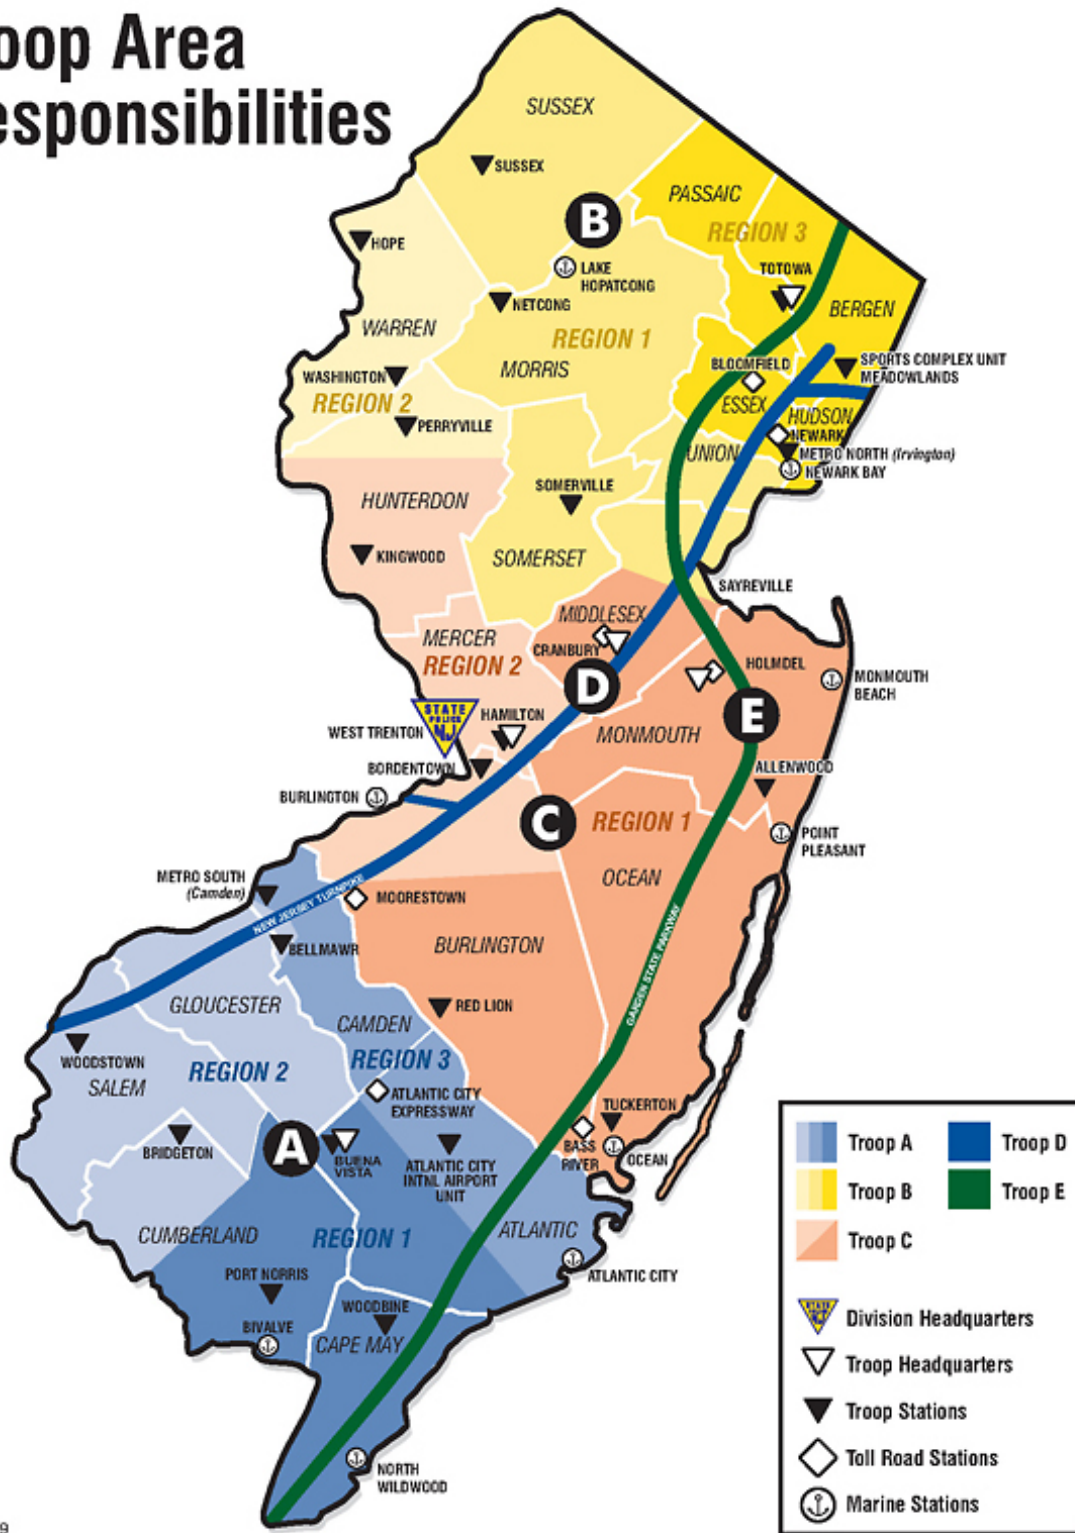 oop Area
esponsibilities
SUSSEX
SUSSEX
PASSAIC
B
REGION 3
HOPE
LAKE
HOPATCONG
TOTOWA
NETCONG
BERGEN
WARREN
REGION 1
MORRIS
BLOOMFIELD
SPORTS COMPLEX UNIT
MEADOWLANDS
WASHINGTON
REGION 2
ESSEX
HUDSON
PERRYVILLE
NEWARK
UNION
METRO NORTH (Irvington)
NEWARK BAY
HUNTERDON
SOMERVILLE
KINGWOOD
SOMERSET
SAYREVILLE
MIDDLESEX
MERCER
CRANBURY
REGION 2
HOLMDEL
D
MONMOUTH
BEACH
STATE
POLICE
NJ
HAMILTON
E
WEST TRENTON
MONMOUTH
BORDENTOWN
ALLENWOOD
BURLINGTON
C
REGION 1
POINT
PLEASANT
METRO SOUTH
(Camden)
OCEAN
NEW JERSEY TURNPIKE
MOORESTOWN
BELLMAWR
BURLINGTON
GARDEN STATE PARKWAY
GLOUCESTER
RED LION
CAMDEN
WOODSTOWN
REGION 3
REGION 2
SALEM
ATLANTIC CITY
EXPRESSWAY
TUCKERTON
BRIDGETON
A
BUENA
VISTA
ATLANTIC CITY
INTNL AIRPORT
UNIT
BASS
RIVER
OCEAN
CUMBERLAND
REGION 1
ATLANTIC
PORT NORRIS
ATLANTIC CITY
WOODBINE
BIVALVE
CAPE MAY
NORTH
WILDWOOD
Troop A
Troop D
Troop B
Troop E
Troop C
Division Headquarters
Troop Headquarters
Troop Stations
Toll Road Stations
Marine Stations
9